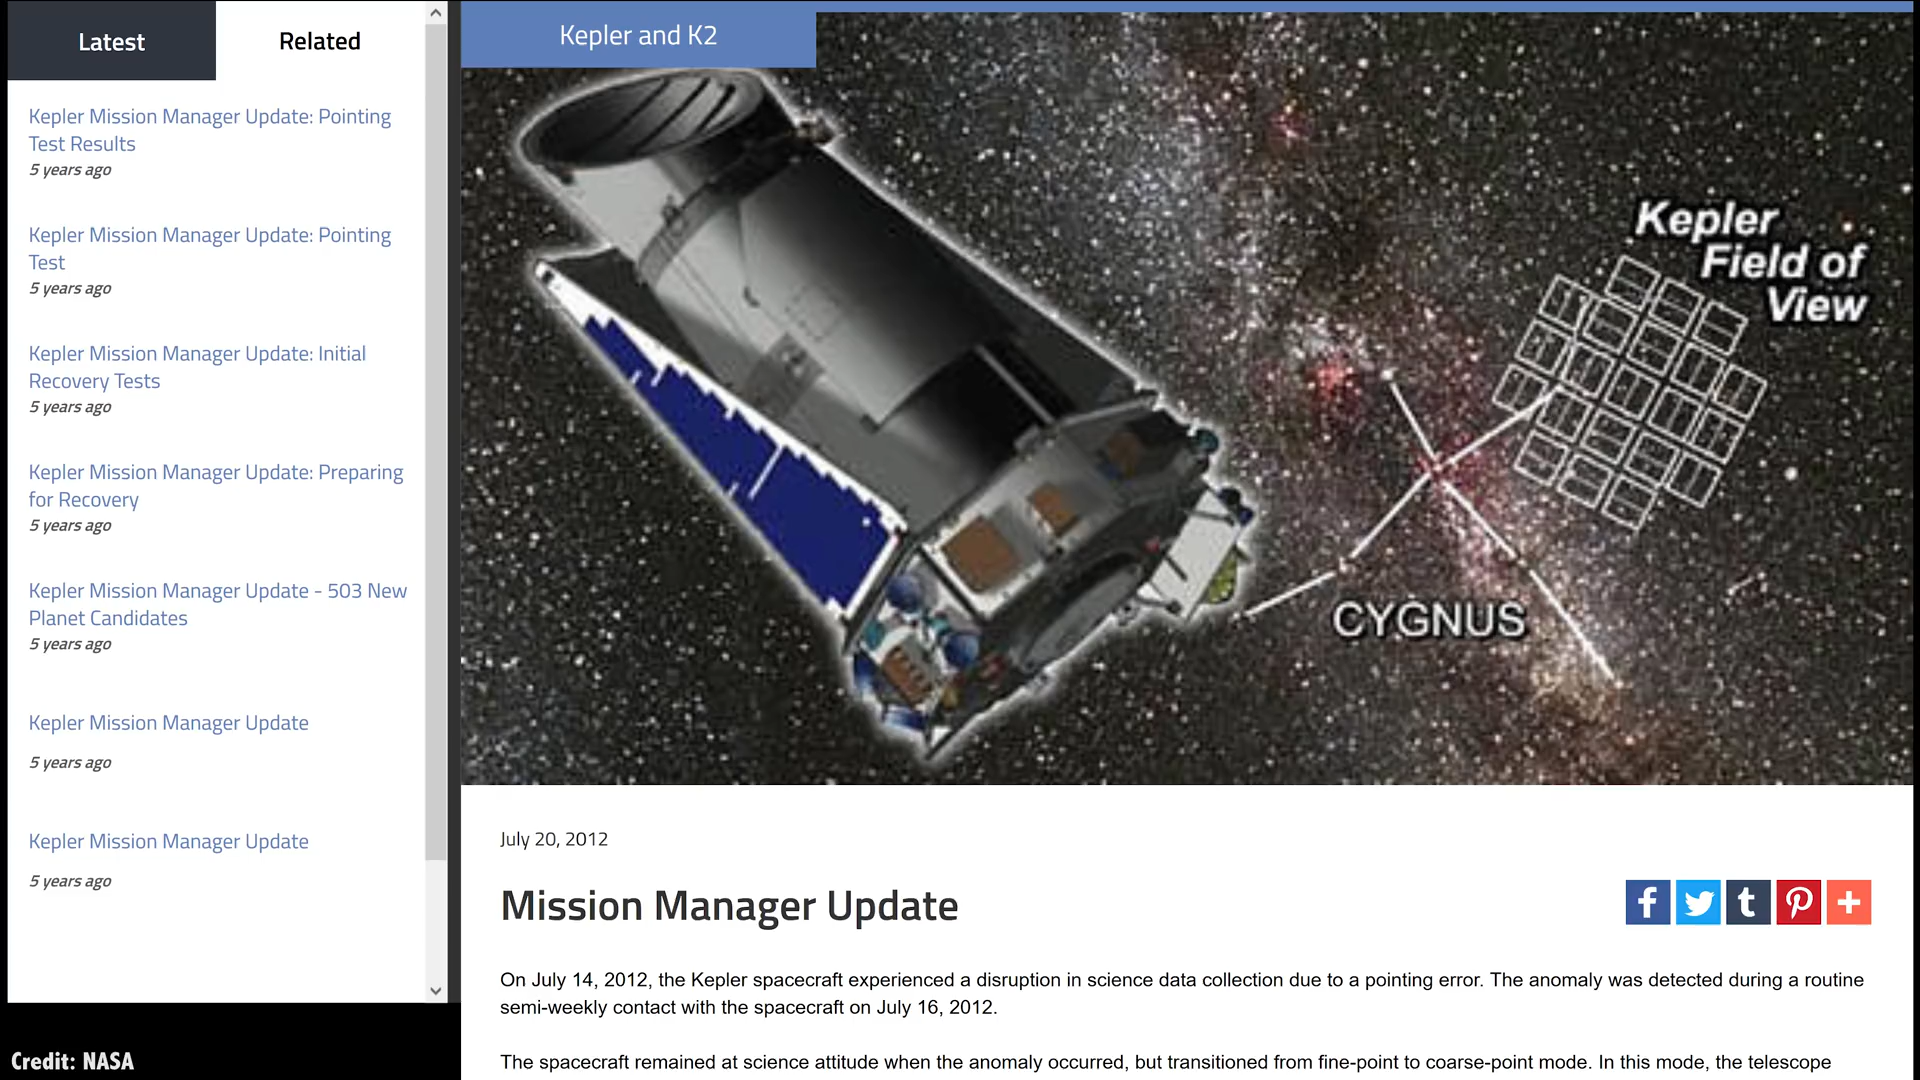 Latest
Related
Kepler Mission Manager Update: Pointing
Test Results
5 years ago
Kepler Mission Manager Update: Pointing
Test
5 years ago
Kepler Mission Manager Update: Initial
Recovery Tests
5 years ago
Kepler Mission Manager Update: Preparing
for Recovery
5 years ago
Kepler Mission Manager Update - 503 New
Planet Candidates
5 years ago
Kepler Mission Manager Update
5 years ago
Kepler Mission Manager Update
5 years ago
Credit: NASA
Kepler and K2
Kepler
Field of
View
CYGNUS
July 20, 2012
Mission Manager Update
On July 14, 2012, the Kepler spacecraft experienced a disruption in science data collection due to a pointing error. The anomaly was detected during a routine
semi-weekly contact with the spacecraft on July 16, 2012.
The spacecraft remained at science attitude when the anomaly occurred, but transitioned from fine-point to coarse-point mode. In this mode, the telescope